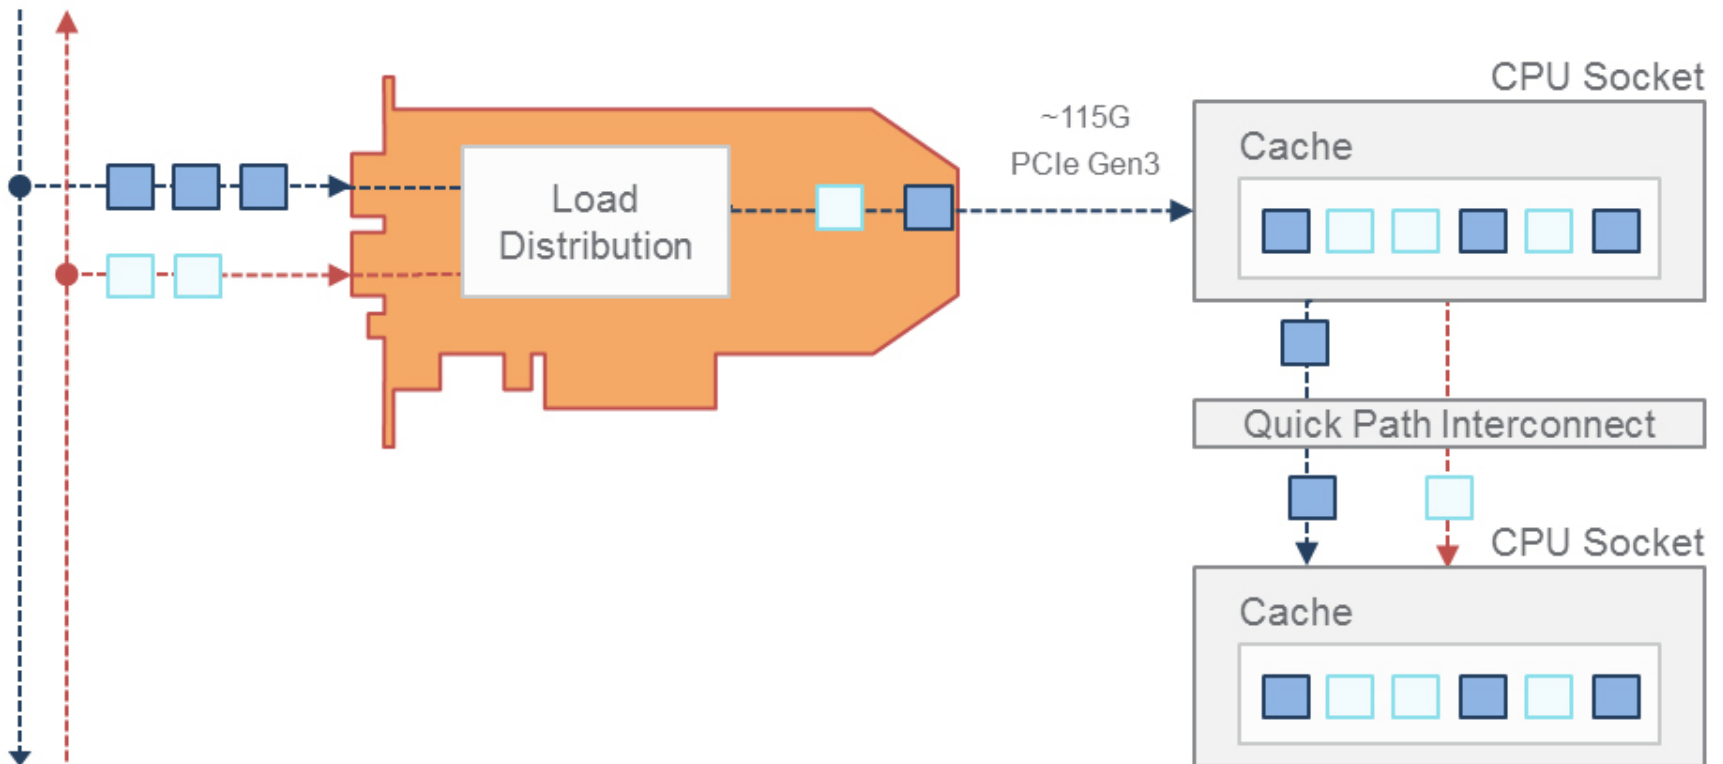 CPU Socket
~115G
PCIe Gen3
Cache
Load
Distribution
Quick Path Interconnect
CPU Socket
Cache